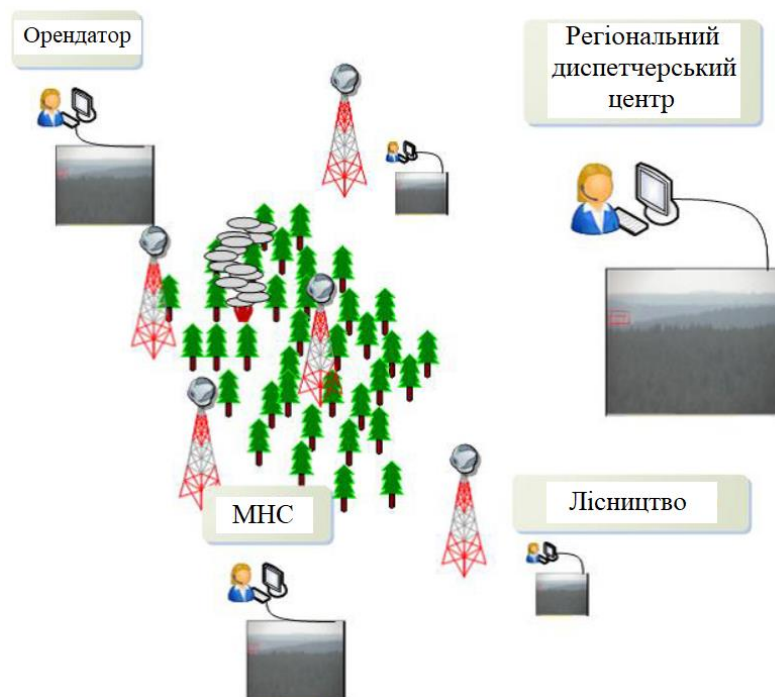 Орендатор
Регіональний
диспетчерський
центр
МНС
Лісництво